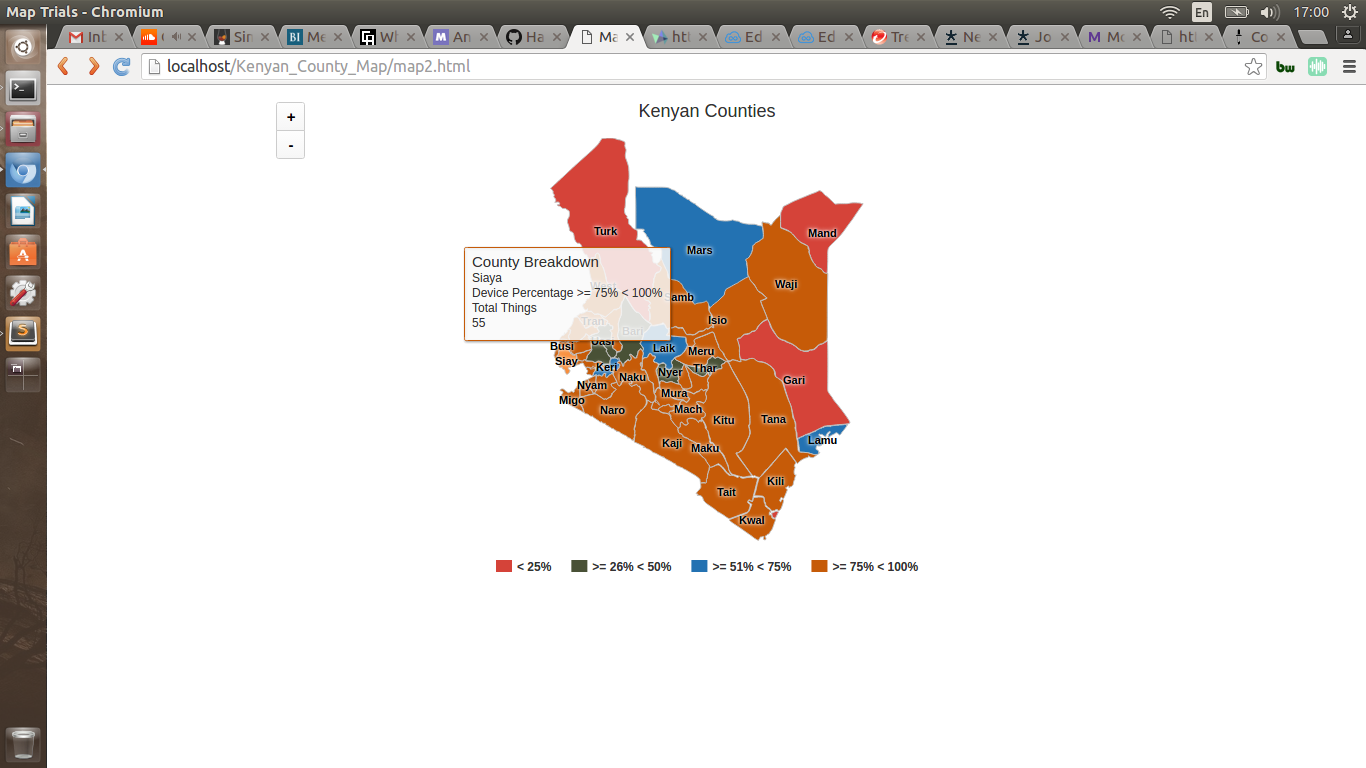 Map Trials - Chromium
En
17:00
Inb
Sin
BI
Me
Wl
An
Ha
Ma
htt
Ed
Ed
Tre
Ne
Jo
M
Mo
htt
Co
localhost/Kenyan_County_Map/map2.html
bw
+
-
Kenyan Counties
Turk
Mand
Mars
County Breakdown
Siaya
Device Percentage >= 75% < 100%
Total Things
55
West
Samb
Waji
Isio
Tran
Bari
Uasi
Busi
Laik
Meru
Siay
Keri
Nyer
Thar
Naku
Gari
Nyam
Mura
Migo
Naro
Mach
Kitu
Tana
Lamu
Kaji
Maku
Tait
Kili
Kwal
< 25%
>= 26% < 50%
>= 51% < 75%
>= 75% < 100%